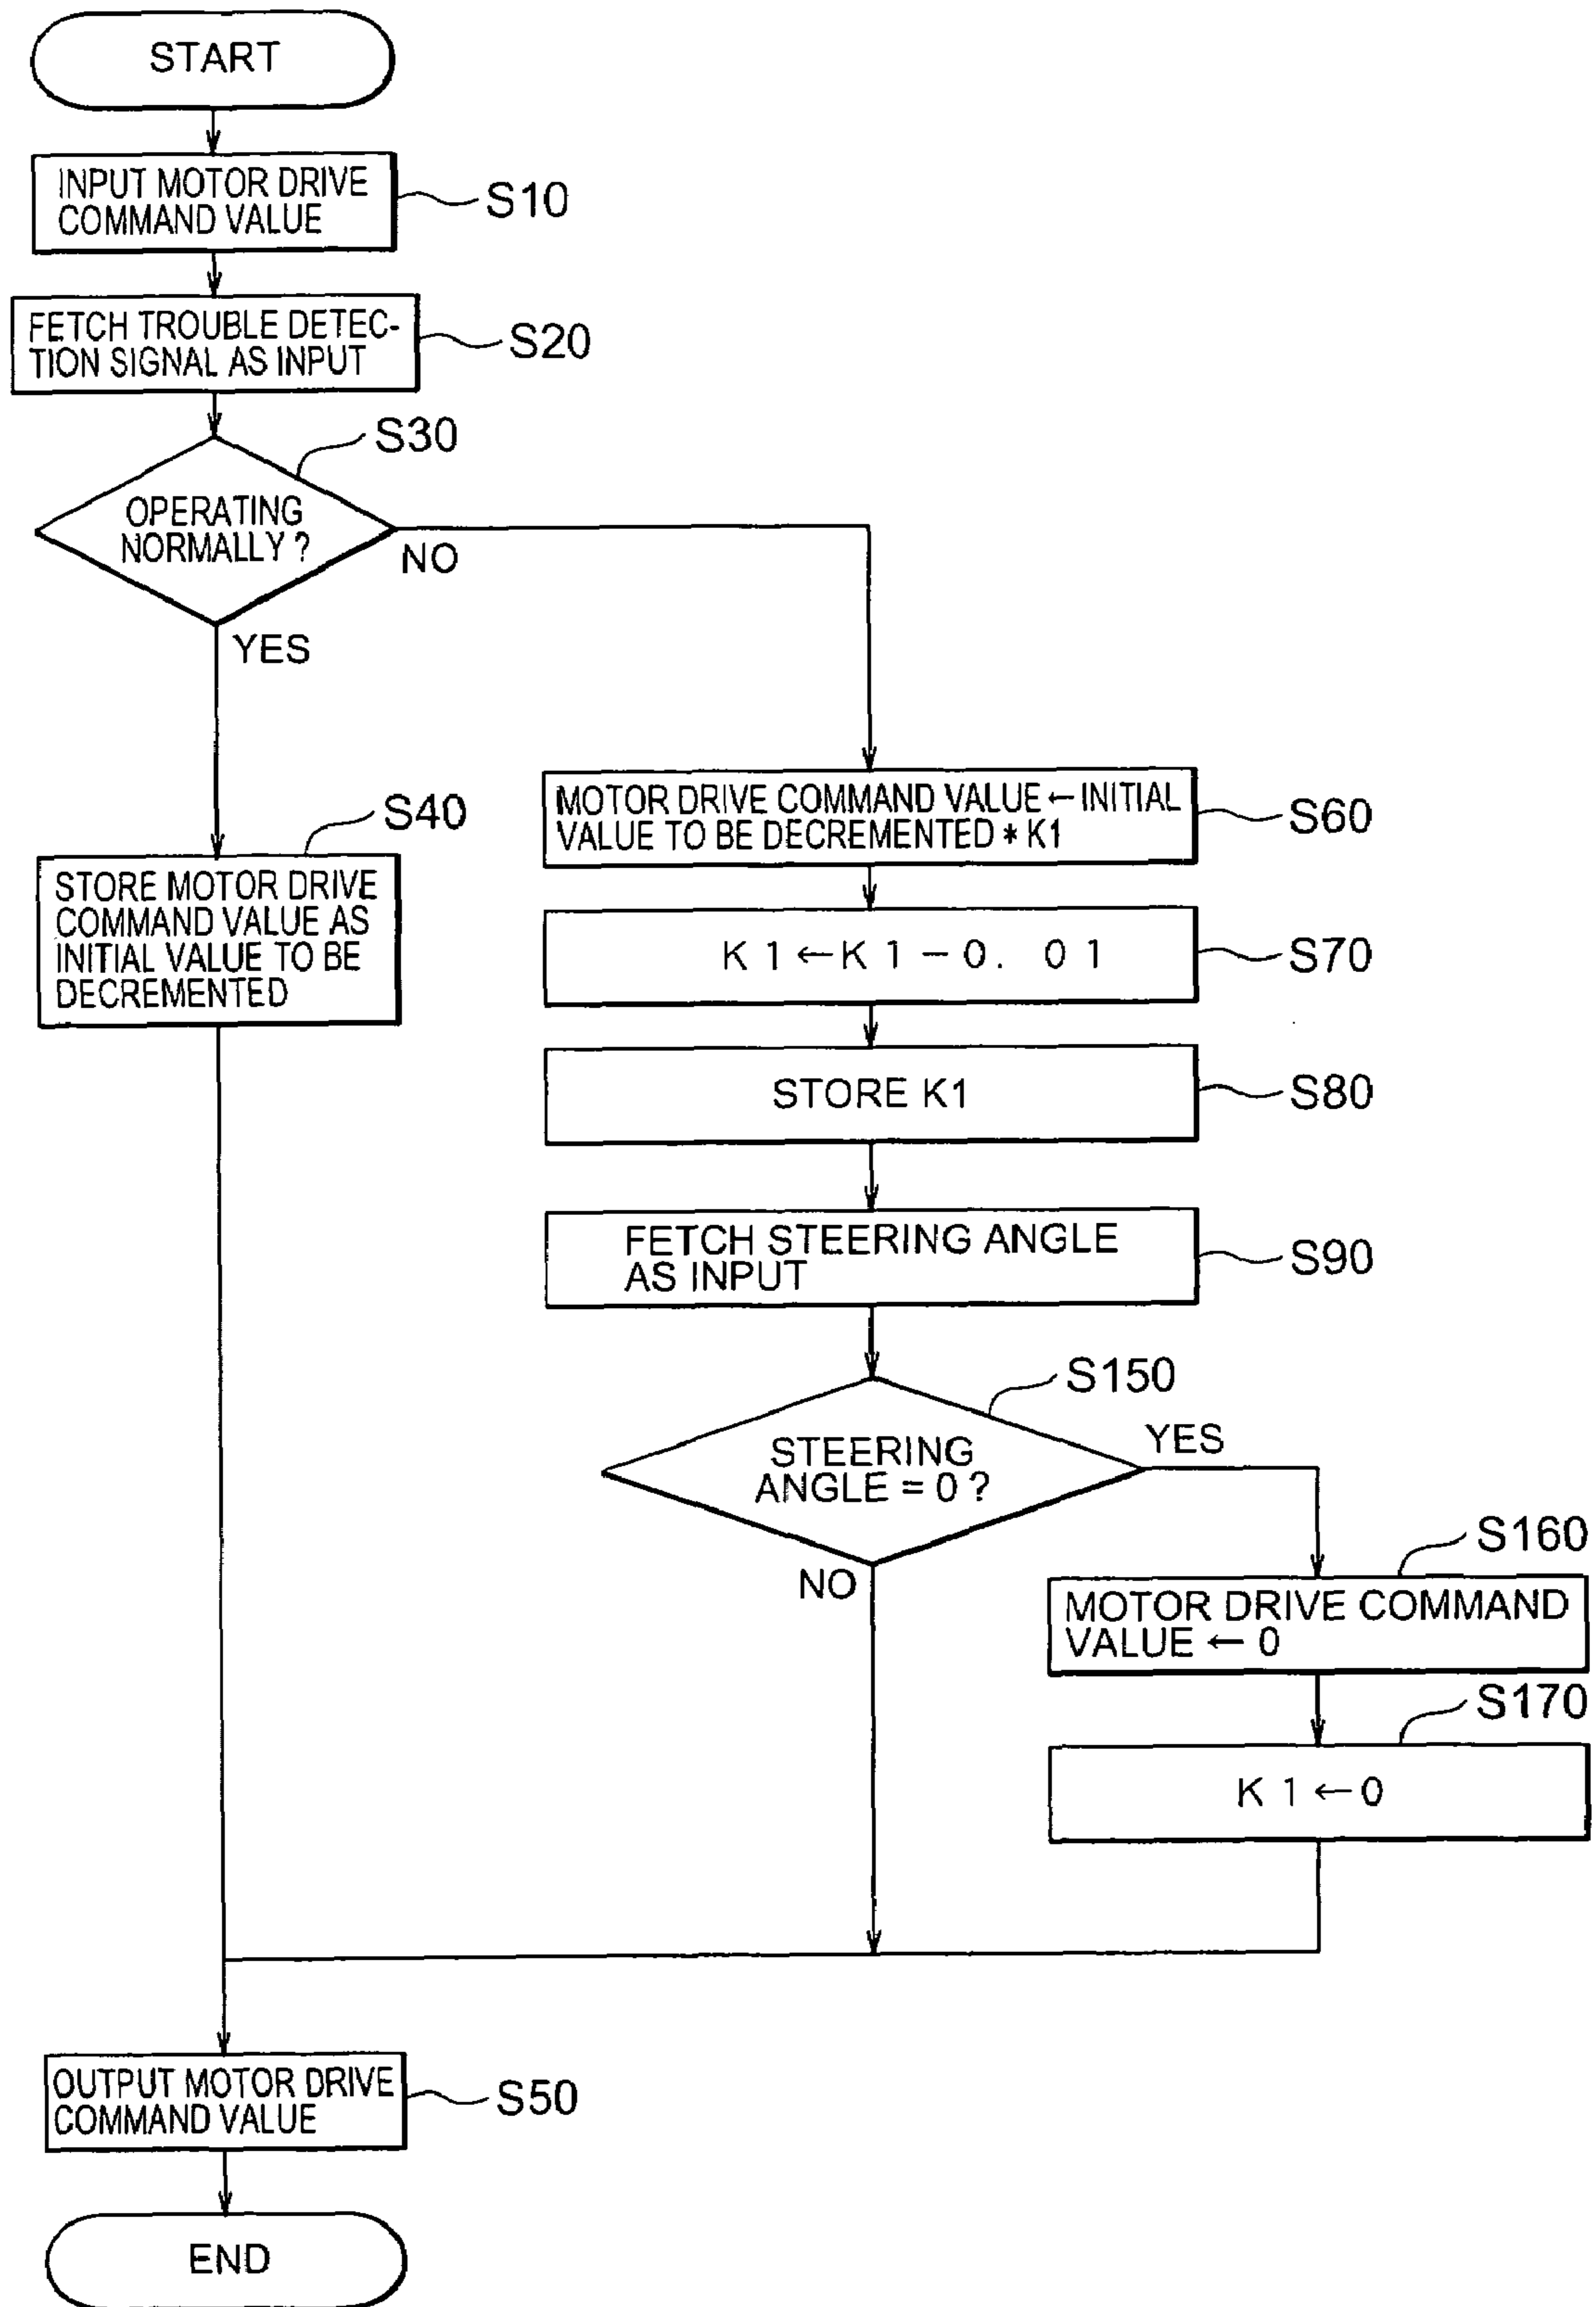 START
INPUT MOTOR DRIVE
COMMAND VALUE
S10
FETCH TROUBLE DETEC-
TION SIGNAL AS INPUT
S20
S30
OPERATING
NORMALLY ?
NO
YES
S40
STORE MOTOR DRIVE
COMMAND VALUE AS
INITIAL VALUE TO BE
DECREMENTED
MOTOR DRIVE COMMAND VALUE ← INITIAL
VALUE TO BE DECREMENTED * K1
S60
K 1 ← K 1 − 0. 0 1
S70
STORE K1
S80
FETCH STEERING ANGLE
AS INPUT
S90
S150
STEERING
ANGLE = 0 ?
YES
NO
S160
MOTOR DRIVE COMMAND
VALUE ← 0
S170
K 1 ← 0
OUTPUT MOTOR DRIVE
COMMAND VALUE
S50
END